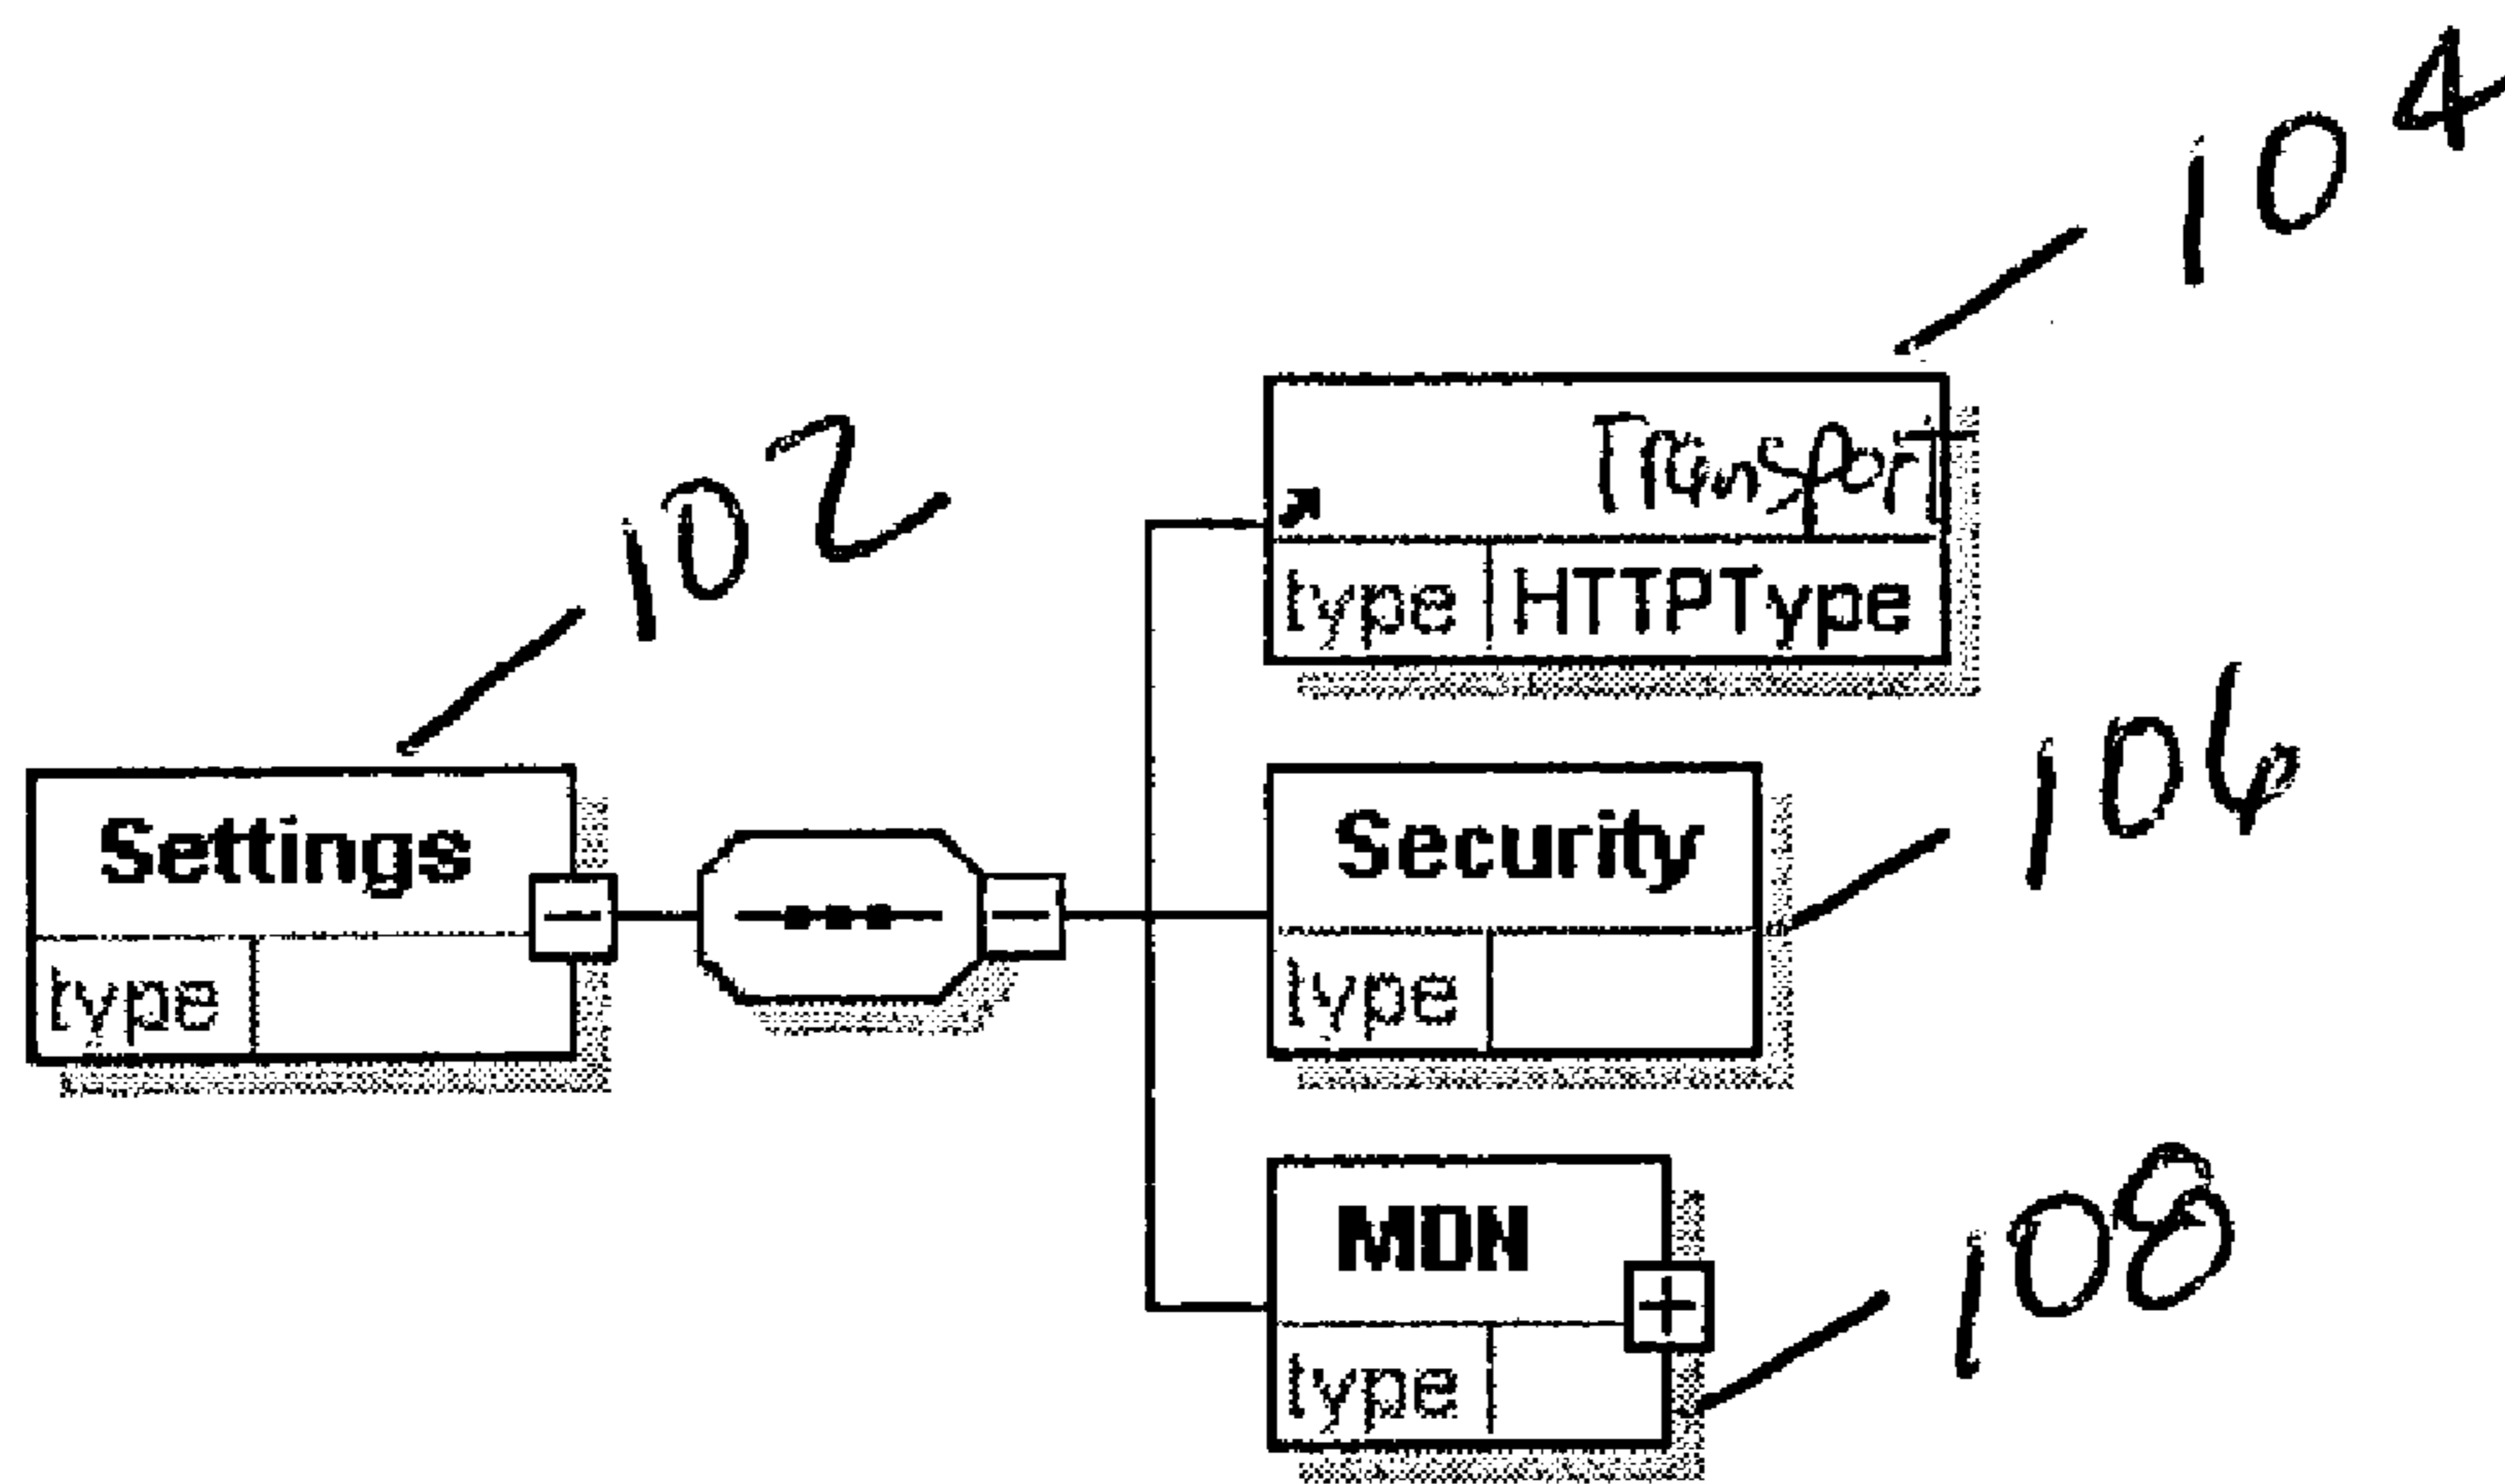 104
Transport
type HTTPType
102
Settings
type
106
Security
type
108
MDN
type